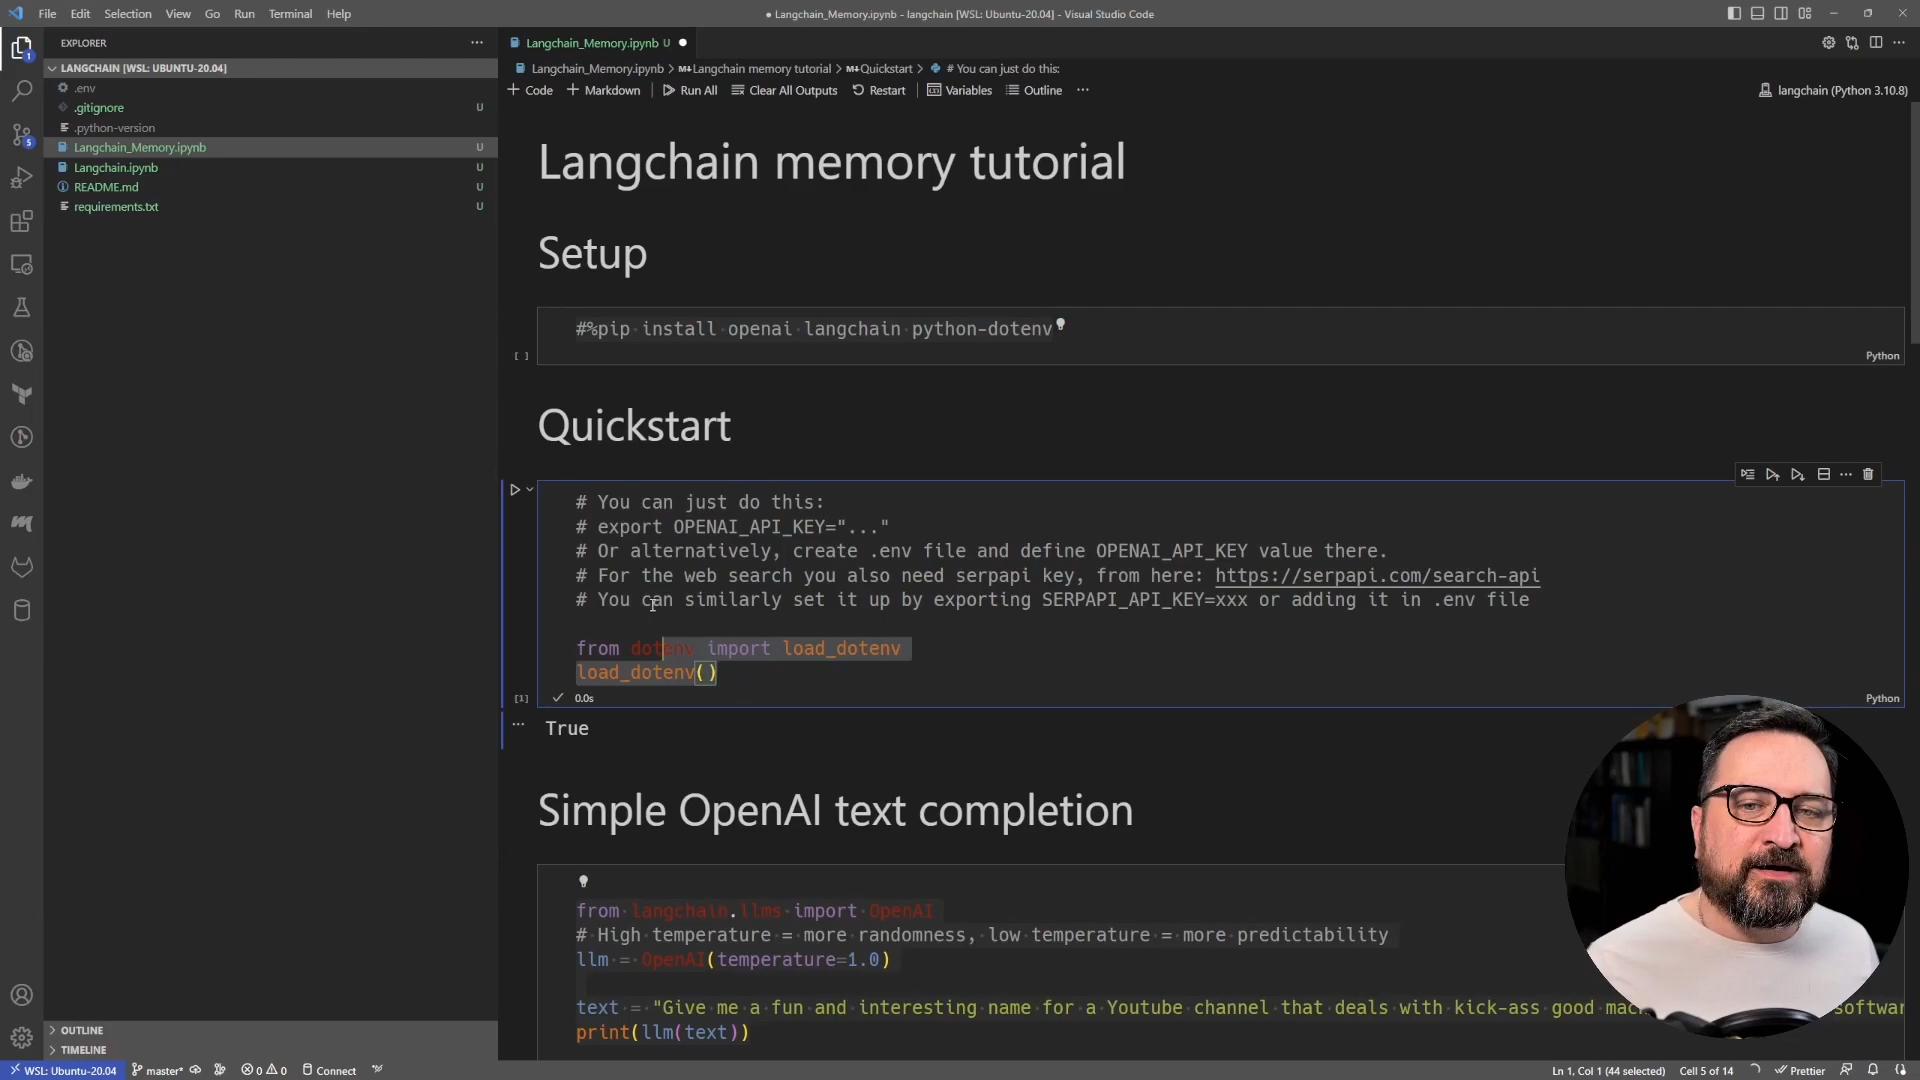 File Edit Selection View Go Run Terminal Help
● Langchain_Memory.ipynb - langchain [WSL: Ubuntu-20.04] - Visual Studio Code
EXPLORER
LANGCHAIN [WSL: UBUNTU-20.04]
.env
.gitignore U
.python-version
Langchain_Memory.ipynb U
Langchain.ipynb U
README.md U
requirements.txt U
OUTLINE
TIMELINE
1
5
Langchain_Memory.ipynb U ●
Langchain_Memory.ipynb > M↓Langchain memory tutorial > M↓Quickstart > # You can just do this:
+ Code + Markdown Run All Clear All Outputs Restart Variables Outline ···
langchain (Python 3.10.8)
Langchain memory tutorial
Setup
#%pip install openai langchain python-dotenv
[ ]
Python
Quickstart
# You can just do this:
# export OPENAI_API_KEY="..."
# Or alternatively, create .env file and define OPENAI_API_KEY value there.
# For the web search you also need serpapi key, from here: https://serpapi.com/search-api
# You can similarly set it up by exporting SERPAPI_API_KEY=xxx or adding it in .env file
from dotenv import load_dotenv
load_dotenv()
[1] ✓ 0.0s
Python
True
Simple OpenAI text completion
from langchain.llms import OpenAI
# High temperature = more randomness, low temperature = more predictability
llm = OpenAI(temperature=1.0)
text = "Give me a fun and interesting name for a Youtube channel that deals with kick-ass good softwar
print(llm(text))
WSL: Ubuntu-20.04 master* 0 0 Connect
Ln 1, Col 1 (44 selected) Cell 5 of 14 Prettier